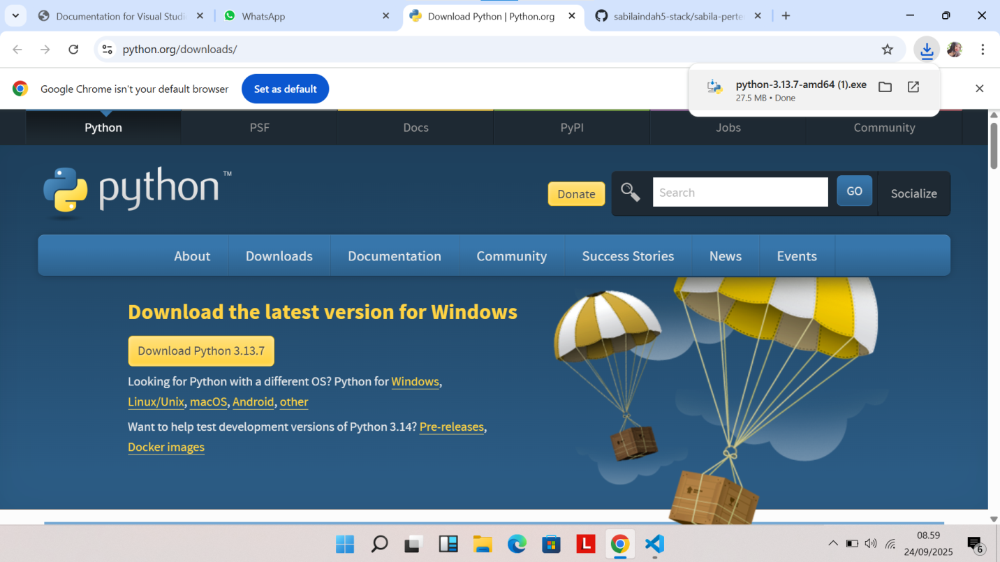 Documentation for Visual Studi
WhatsApp
Download Python | Python.org
sabilaindah5-stack/sabila-perte
python.org/downloads/
Google Chrome isn't your default browser
Set as default
python-3.13.7-amd64 (1).exe
27.5 MB • Done
Python
PSF
Docs
PyPI
Jobs
Community
python™
Donate
Search
GO
Socialize
About
Downloads
Documentation
Community
Success Stories
News
Events
Download the latest version for Windows
Download Python 3.13.7
Looking for Python with a different OS? Python for Windows,
Linux/Unix, macOS, Android, other
Want to help test development versions of Python 3.14? Pre-releases,
Docker images
L
08.59
24/09/2025
6